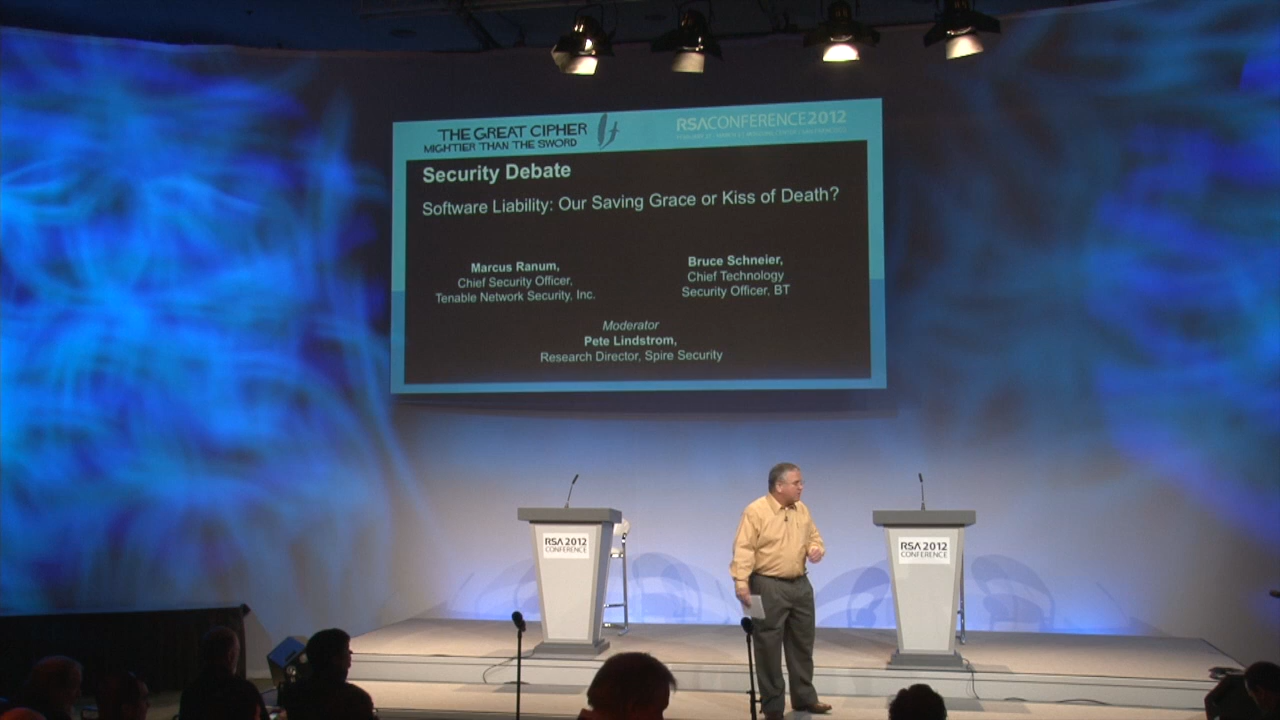 THE GREAT CIPHER
MIGHTIER THAN THE SWORD
RSACONFERENCE2012
Security Debate
Software Liability: Our Saving Grace or Kiss of Death?
Marcus Ranum,
Chief Security Officer,
Tenable Network Security, Inc.
Bruce Schneier,
Chief Technology
Security Officer, BT
Moderator
Pete Lindstrom,
Research Director, Spire Security
RSA 2012
CONFERENCE
RSA 2012
CONFERENCE